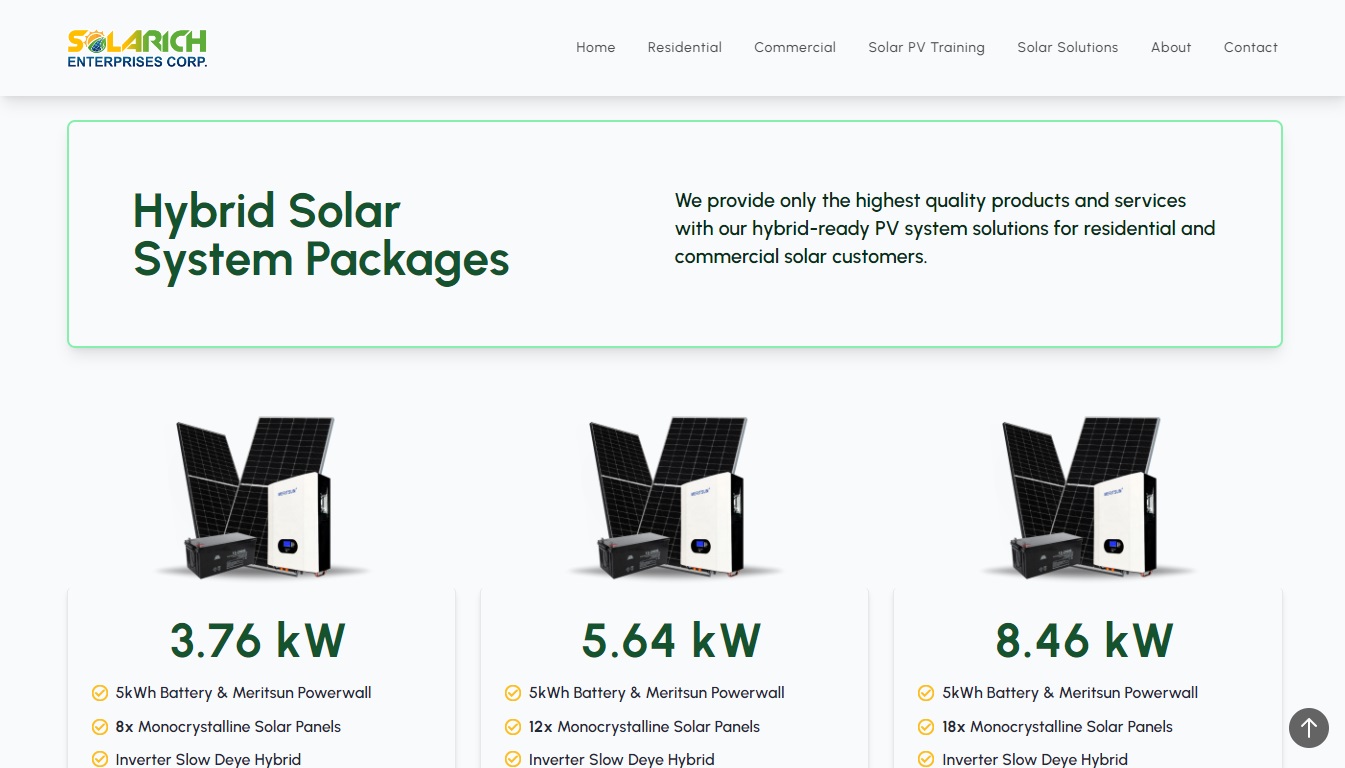 SOLARICH
ENTERPRISES CORP.
Home Residential Commercial Solar PV Training Solar Solutions About Contact
Hybrid Solar
System Packages
We provide only the highest quality products and services
with our hybrid-ready PV system solutions for residential and
commercial solar customers.
MERITSUN
MERITSUN
MERITSUN
3.76 kW
5kWh Battery & Meritsun Powerwall
8x Monocrystalline Solar Panels
Inverter Slow Deye Hybrid
5.64 kW
5kWh Battery & Meritsun Powerwall
12x Monocrystalline Solar Panels
Inverter Slow Deye Hybrid
8.46 kW
5kWh Battery & Meritsun Powerwall
18x Monocrystalline Solar Panels
Inverter Slow Deye Hybrid